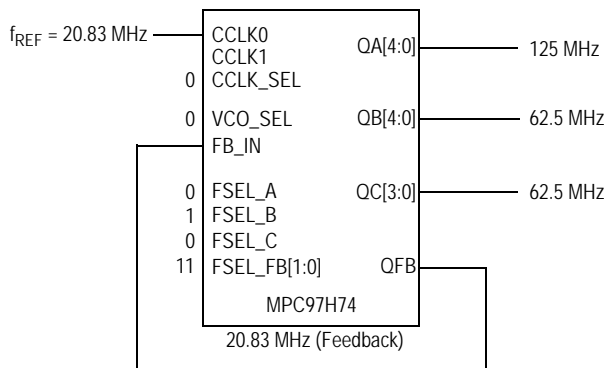 f_REF = 20.83 MHz
CCLK0
CCLK1
0 CCLK_SEL
0 VCO_SEL
FB_IN
0 FSEL_A
1 FSEL_B
0 FSEL_C
11 FSEL_FB[1:0]
QA[4:0] 125 MHz
QB[4:0] 62.5 MHz
QC[3:0] 62.5 MHz
QFB
MPC97H74
20.83 MHz (Feedback)